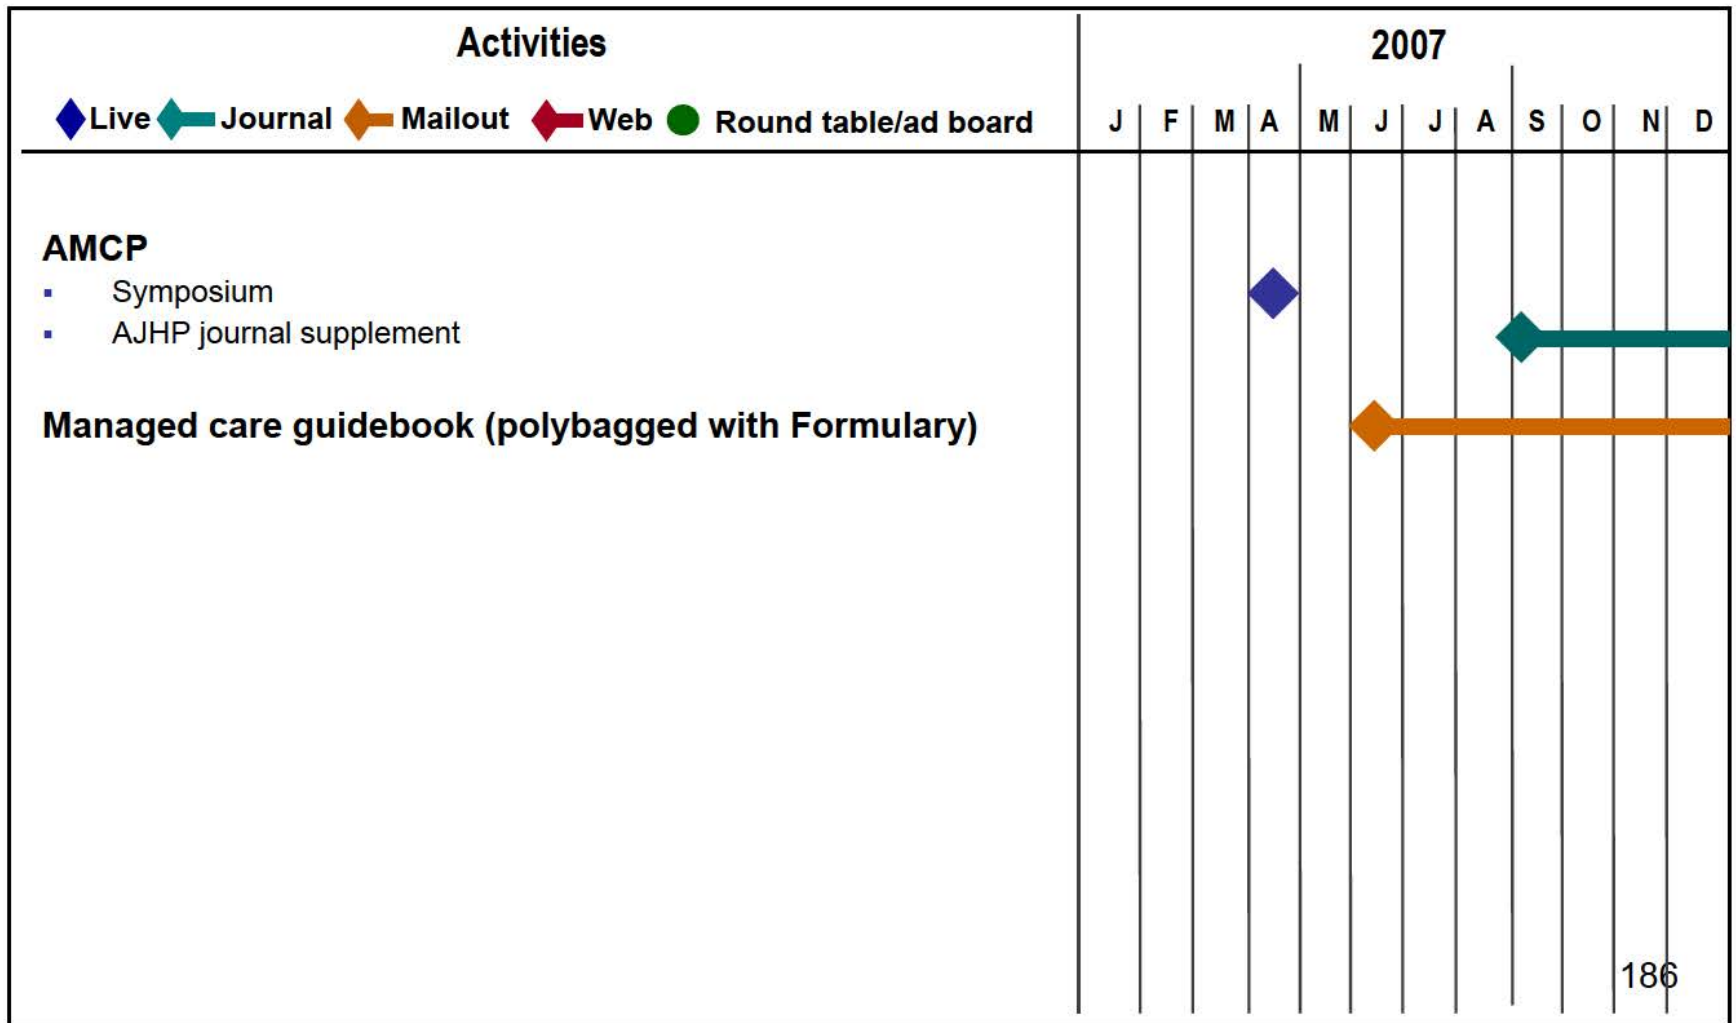 Activities
2007
Live Journal Mailout Web Round table/ad board
J F M A M J J A S O N D
AMCP
▪ Symposium
▪ AJHP journal supplement
Managed care guidebook (polybagged with Formulary)
186